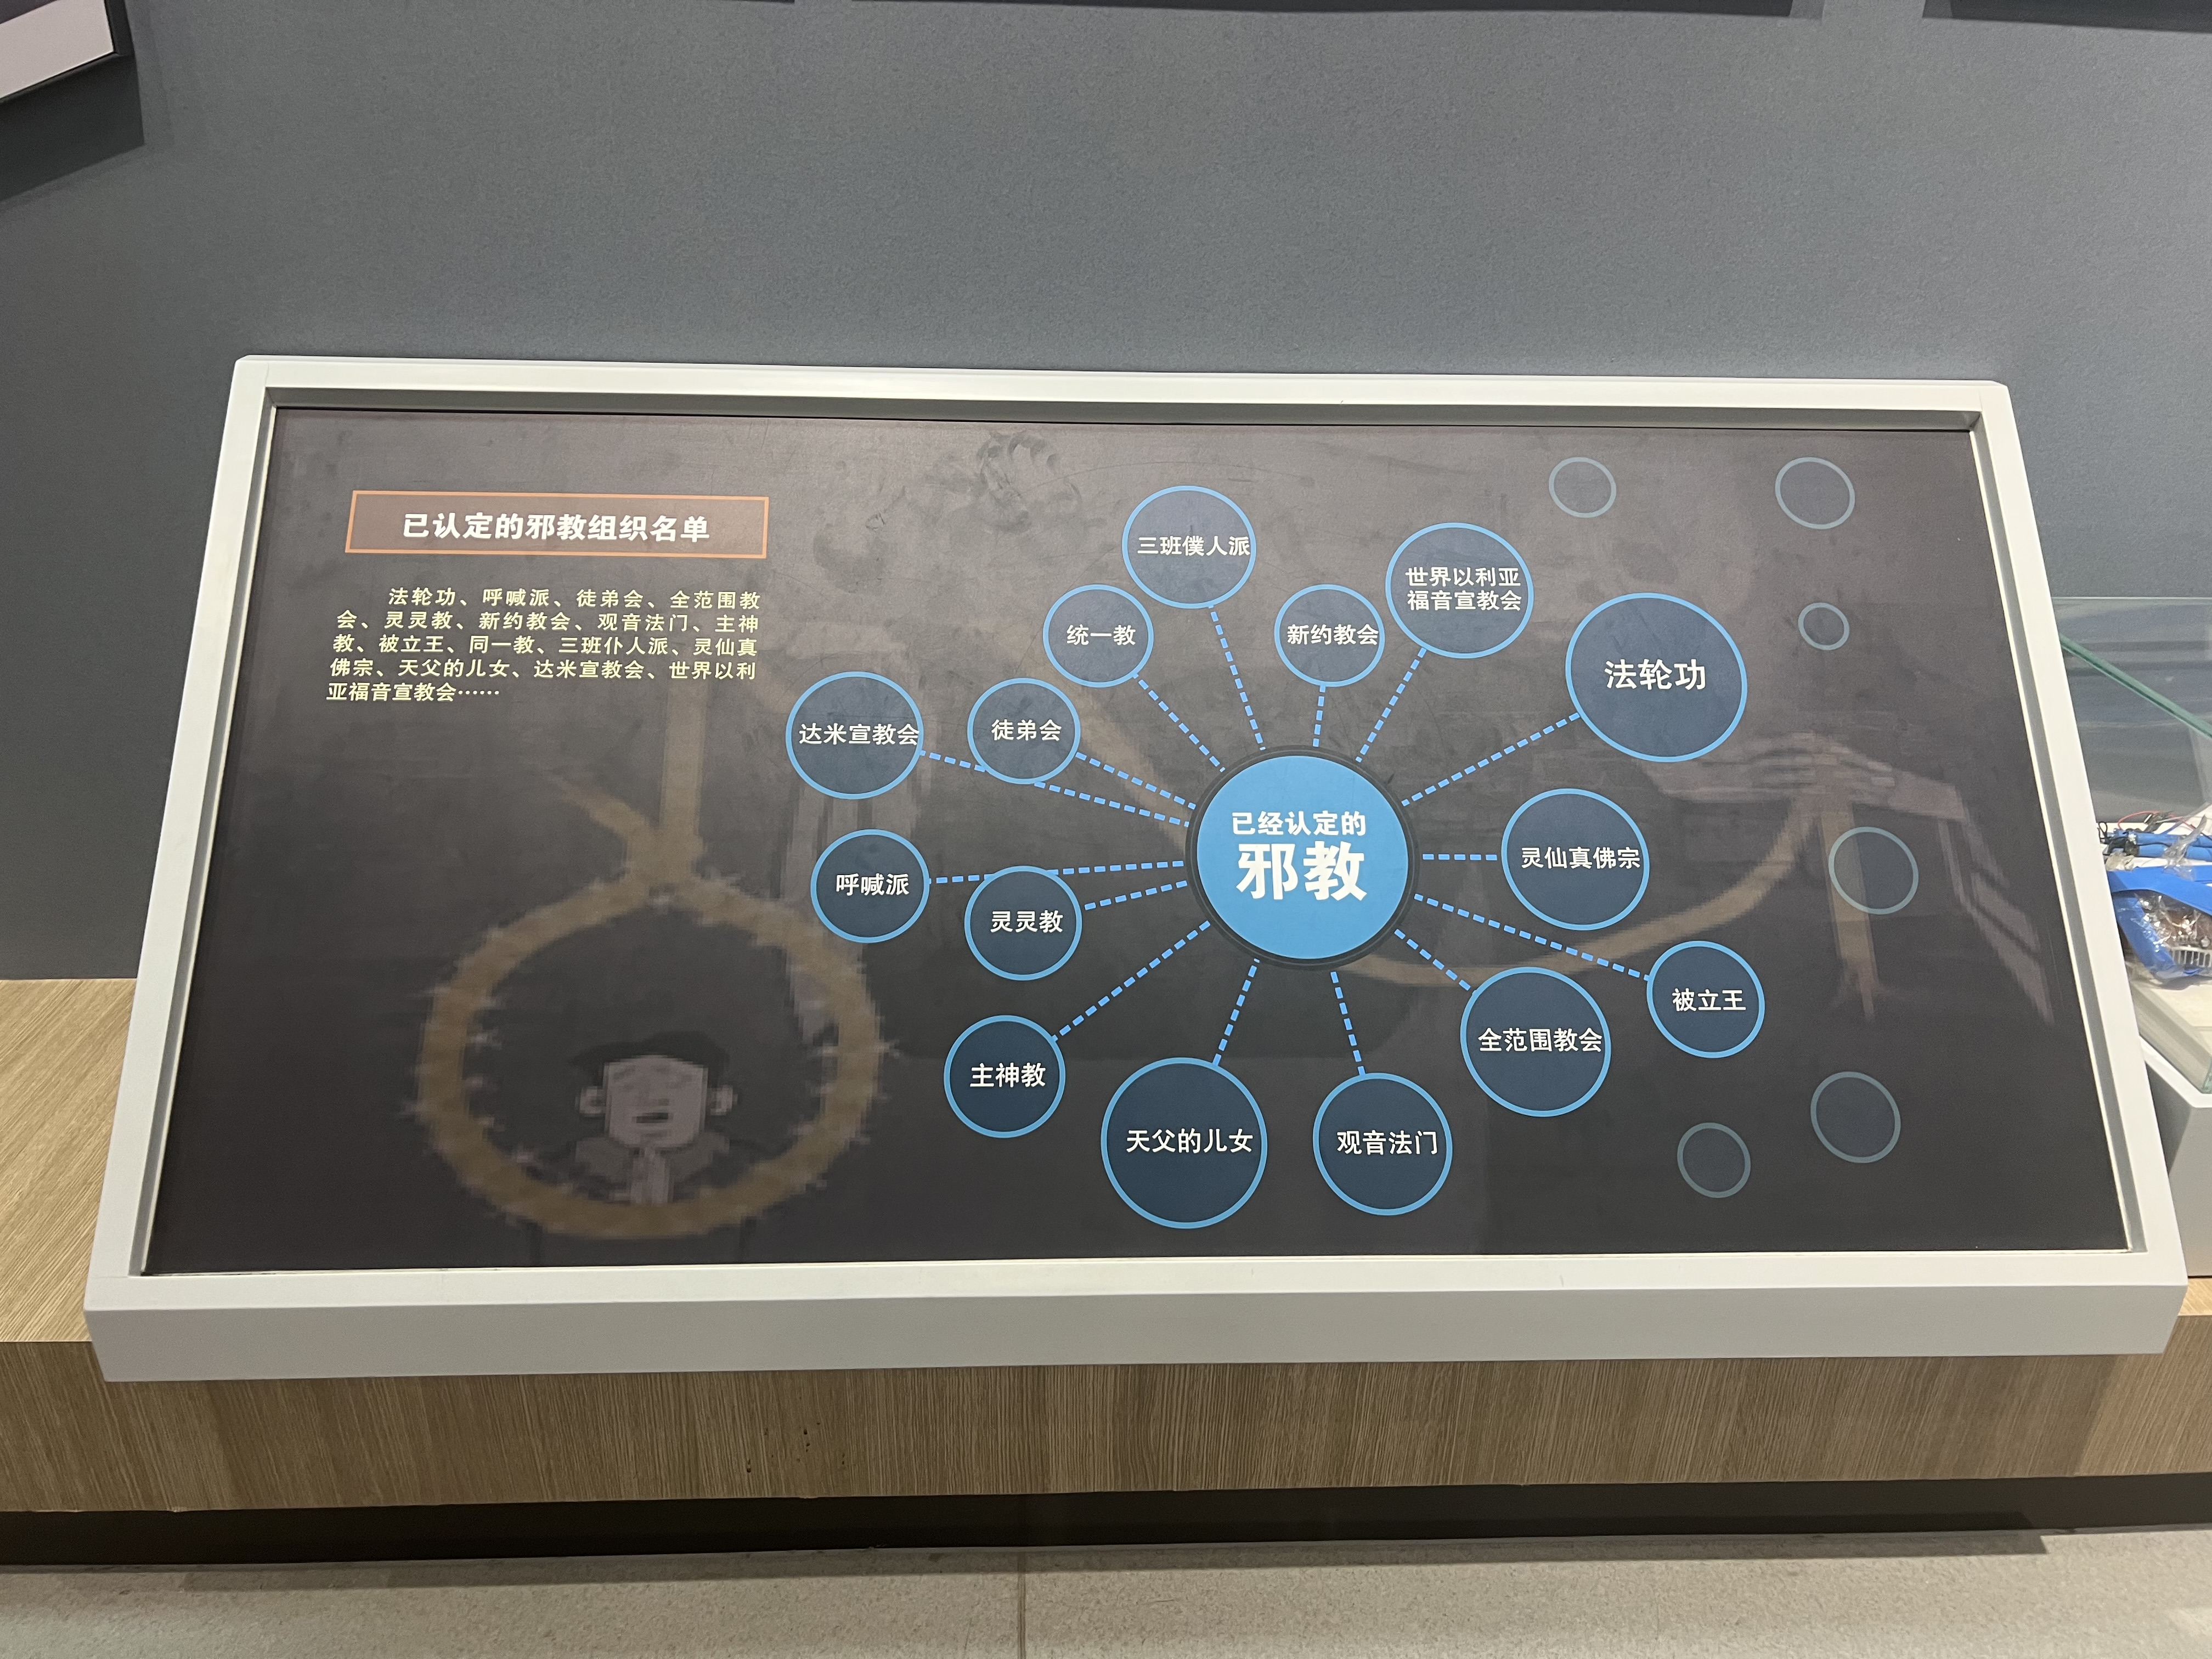 已认定的邪教组织名单
法轮功、呼喊派、徒弟会、全范围教
会、灵灵教、新约教会、观音法门、主神
教、被立王、同一教、三班仆人派、灵仙真
佛宗、天父的儿女、达米宣教会、世界以利
亚福音宣教会……
三班僕人派
世界以利亚
福音宣教会
统一教
新约教会
法轮功
达米宣教会
徒弟会
已经认定的
邪教
灵仙真佛宗
呼喊派
灵灵教
被立王
全范围教会
主神教
天父的儿女
观音法门